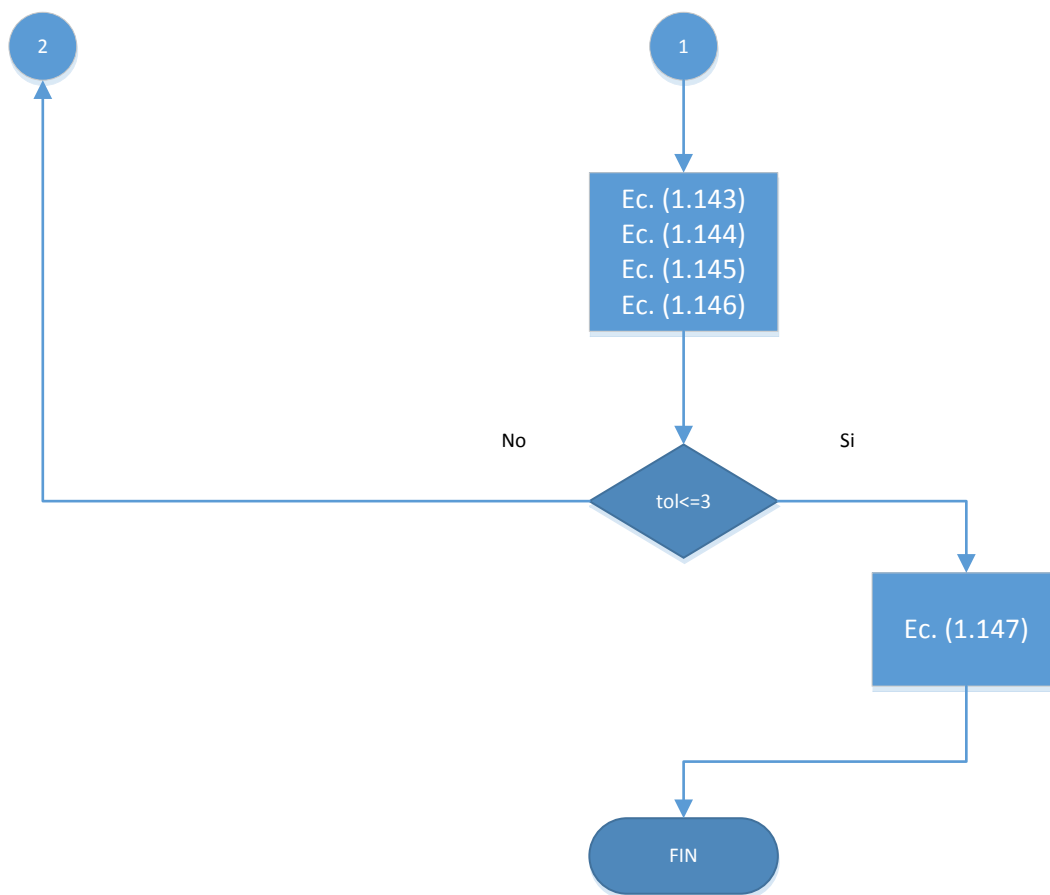 2
1
Ec. (1.143)
Ec. (1.144)
Ec. (1.145)
Ec. (1.146)
No
Si
tol<=3
Ec. (1.147)
FIN